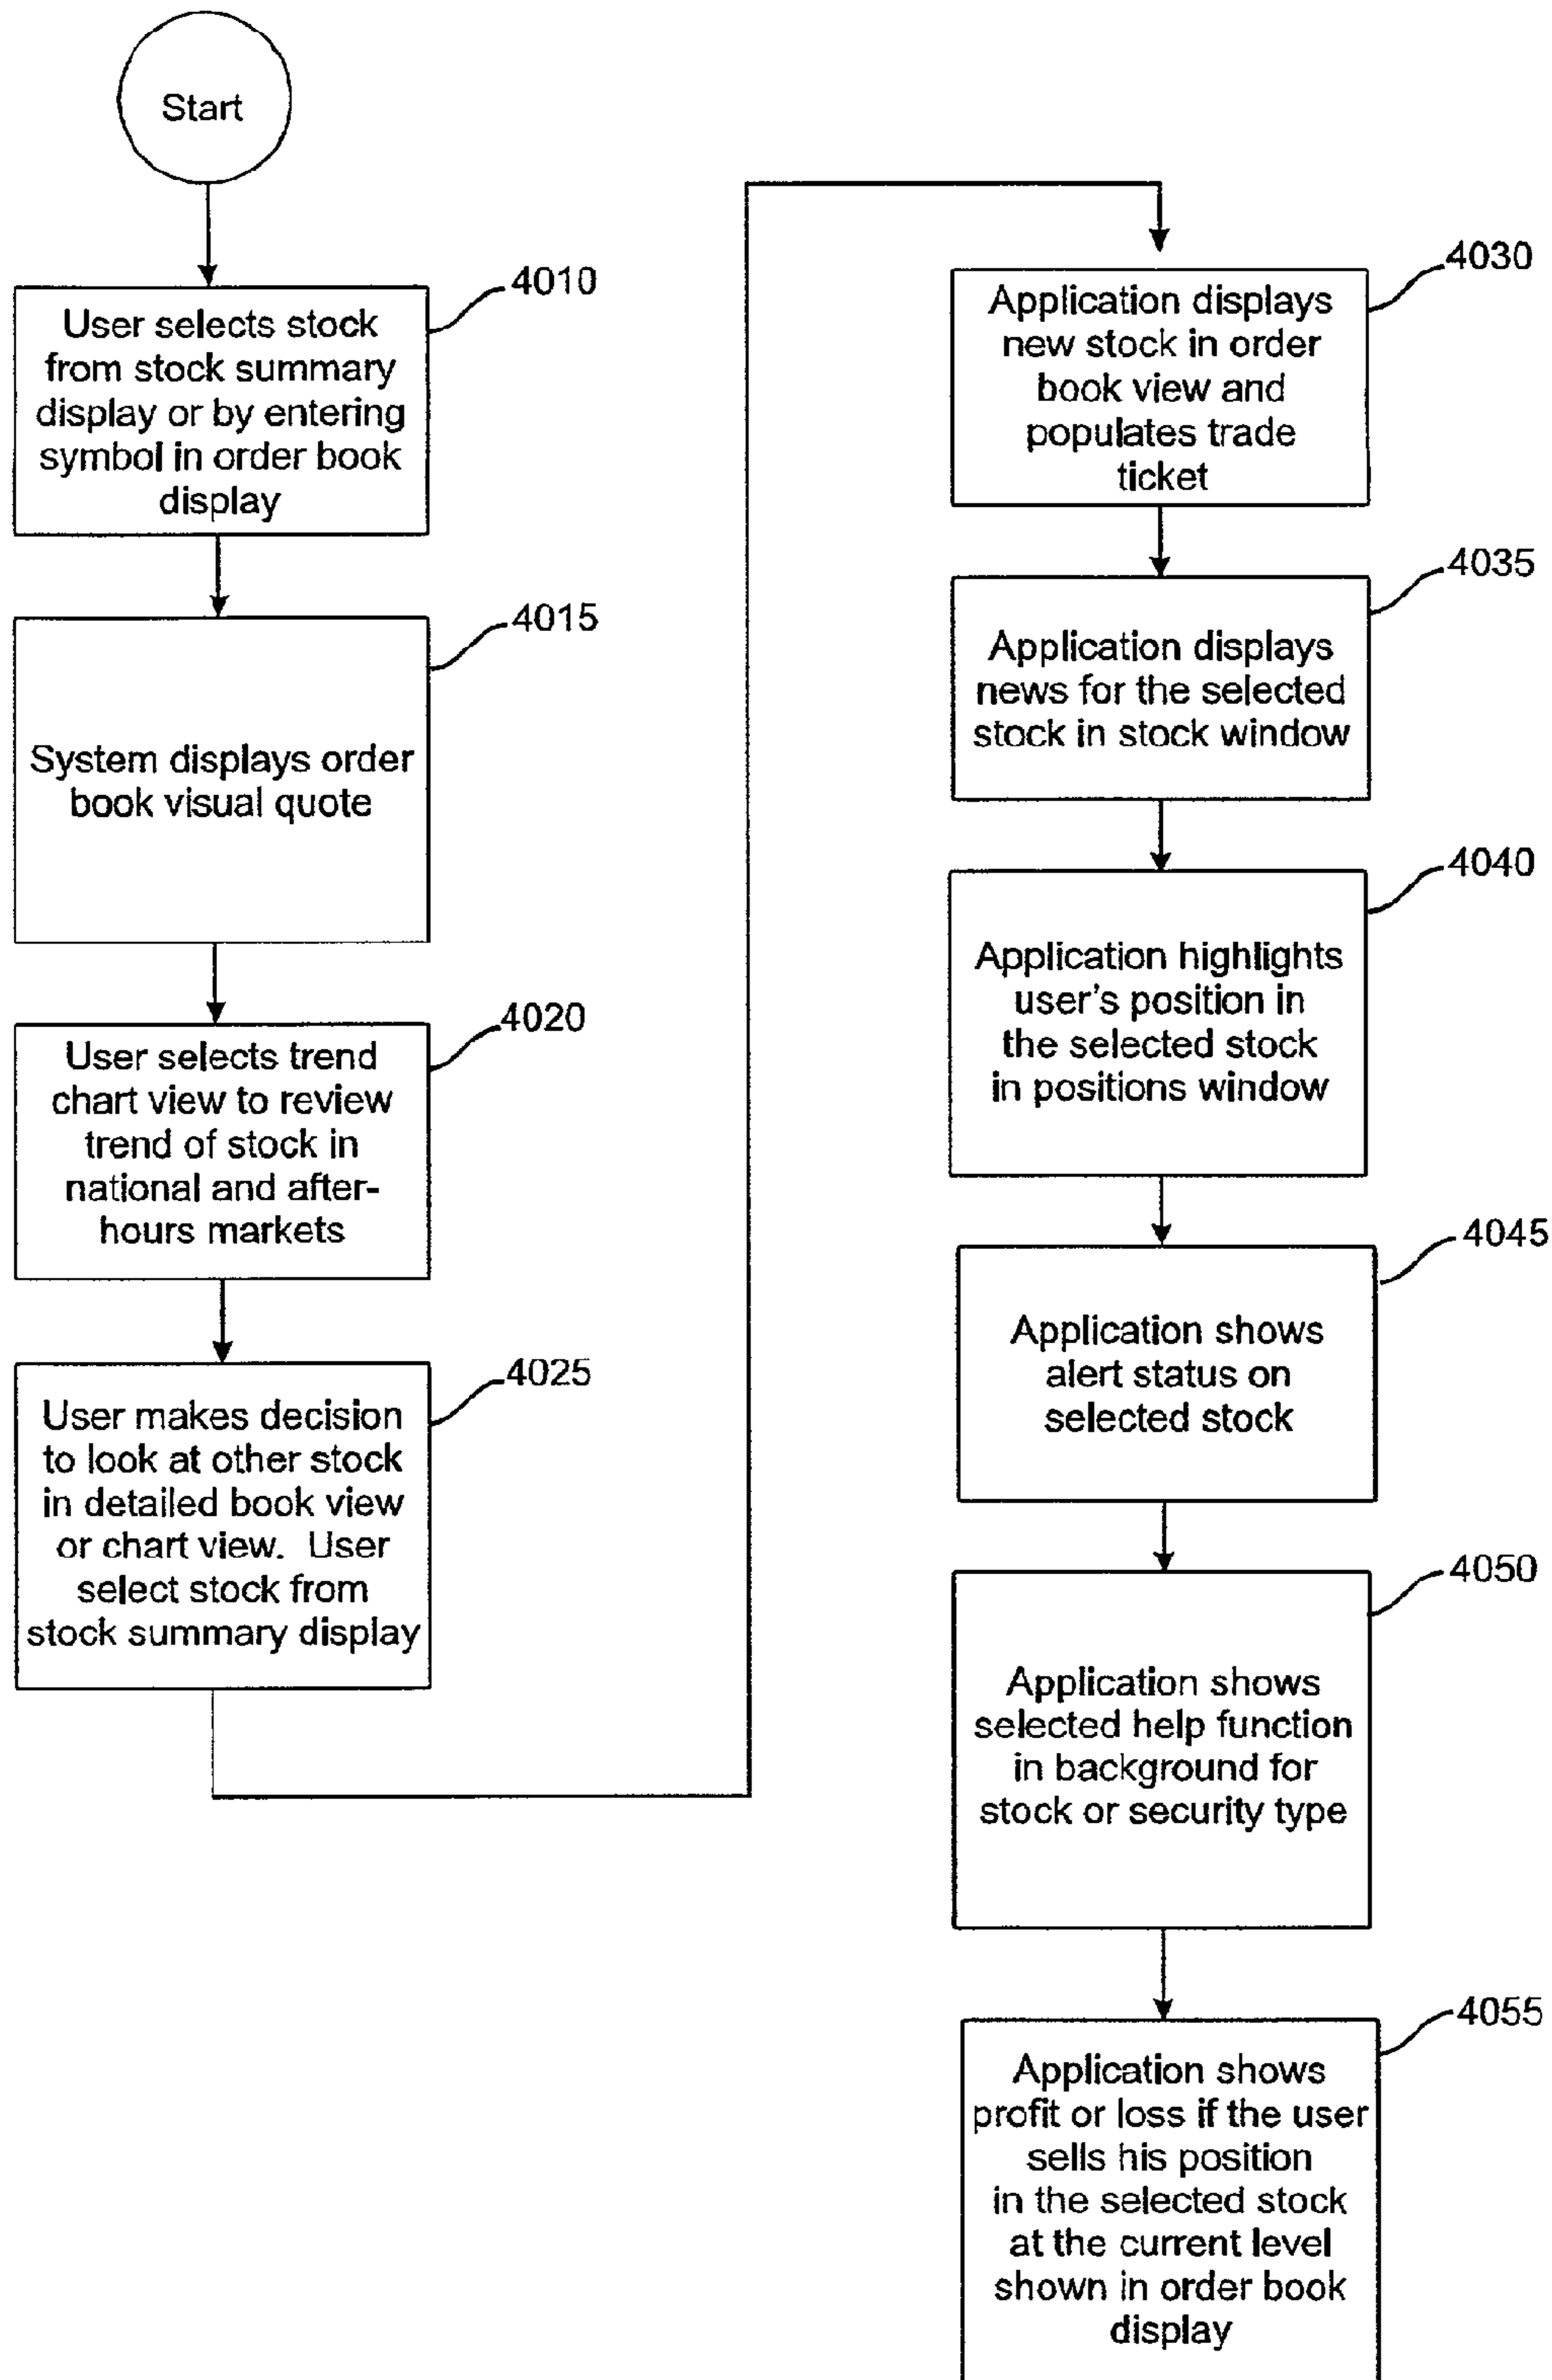 Start
4010
User selects stock
from stock summary
display or by entering
symbol in order book
display
4015
System displays order
book visual quote
4020
User selects trend
chart view to review
trend of stock in
national and after-
hours markets
4025
User makes decision
to look at other stock
in detailed book view
or chart view. User
select stock from
stock summary display
4030
Application displays
new stock in order
book view and
populates trade
ticket
4035
Application displays
news for the selected
stock in stock window
4040
Application highlights
user's position in
the selected stock
in positions window
4045
Application shows
alert status on
selected stock
4050
Application shows
selected help function
in background for
stock or security type
4055
Application shows
profit or loss if the user
sells his position
in the selected stock
at the current level
shown in order book
display